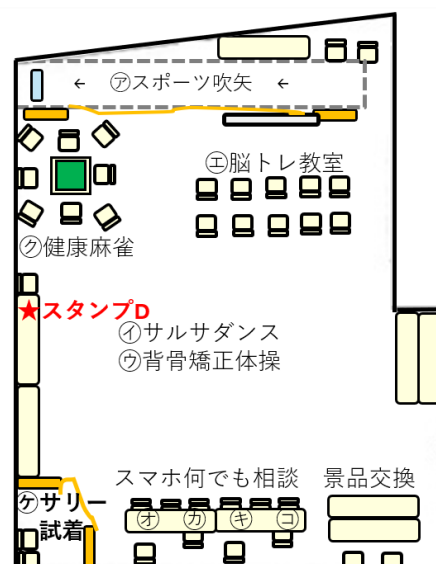 ← ㋐スポーツ吹矢 ←
㋓脳トレ教室
㋗健康麻雀
★スタンプD
㋑サルサダンス
㋒背骨矯正体操
スマホ何でも相談 景品交換
㋘サリー
試着
㋔ ㋕ ㋖ ㋙